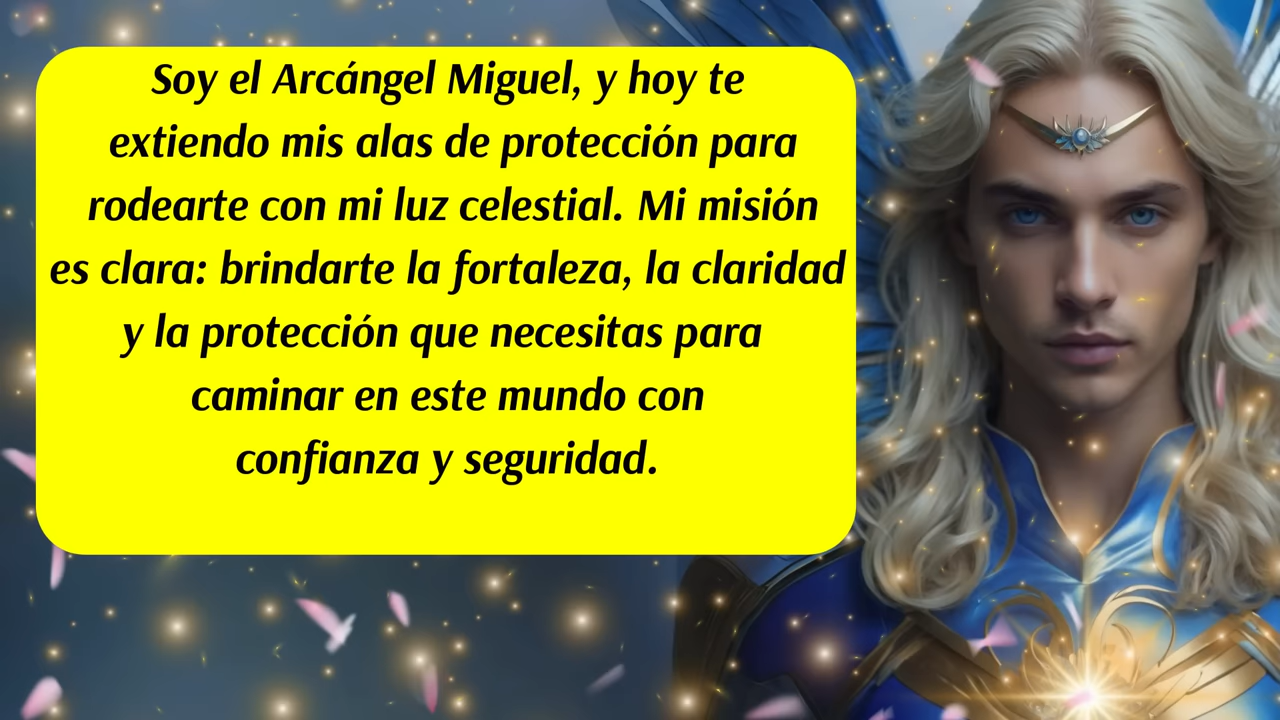 Soy el Arcángel Miguel, y hoy te
extiendo mis alas de protección para
rodearte con mi luz celestial. Mi misión
es clara: brindarte la fortaleza, la claridad
y la protección que necesitas para
caminar en este mundo con
confianza y seguridad.